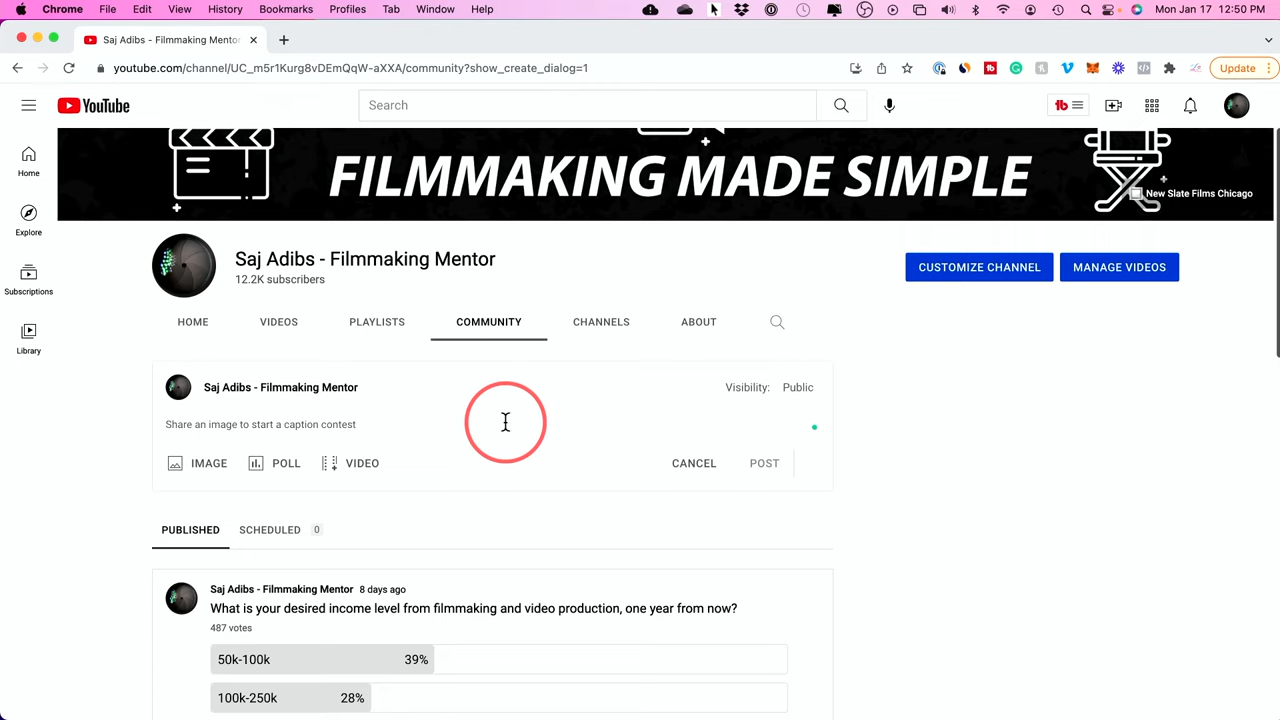 Chrome File Edit View History Bookmarks Profiles Tab Window Help Mon Jan 17 12:50 PM
Saj Adibs - Filmmaking Mento
youtube.com/channel/UC_m5r1Kurg8vDEmQqW-aXXA/community?show_create_dialog=1 Update
YouTube Search
FILMMAKING MADE SIMPLE
New Slate Films Chicago
Home
Explore
Subscriptions
Library
Saj Adibs - Filmmaking Mentor
12.2K subscribers
CUSTOMIZE CHANNEL MANAGE VIDEOS
HOME VIDEOS PLAYLISTS COMMUNITY CHANNELS ABOUT
Saj Adibs - Filmmaking Mentor Visibility: Public
Share an image to start a caption contest
IMAGE POLL VIDEO CANCEL POST
PUBLISHED SCHEDULED 0
Saj Adibs - Filmmaking Mentor 8 days ago
What is your desired income level from filmmaking and video production, one year from now?
487 votes
50k-100k 39%
100k-250k 28%